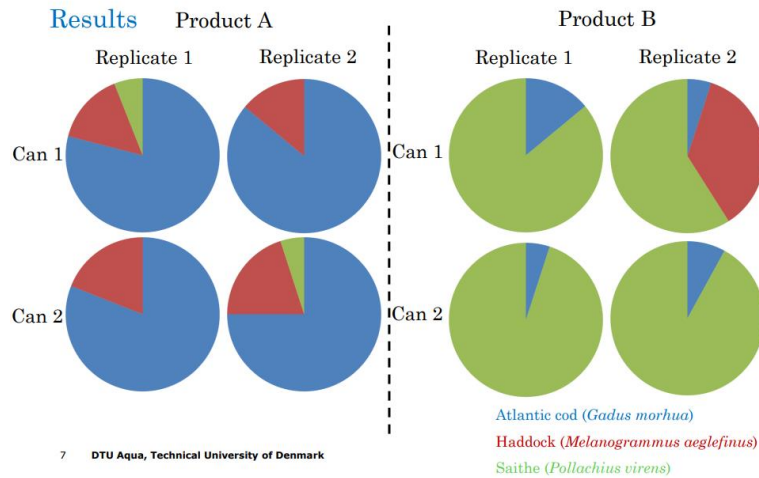 Results Product A
Product B
Replicate 1 Replicate 2
Replicate 1 Replicate 2
Can 1
Can 1
Can 2
Can 2
Atlantic cod (Gadus morhua)
Haddock (Melanogrammus aeglefinus)
Saithe (Pollachius virens)
7 DTU Aqua, Technical University of Denmark